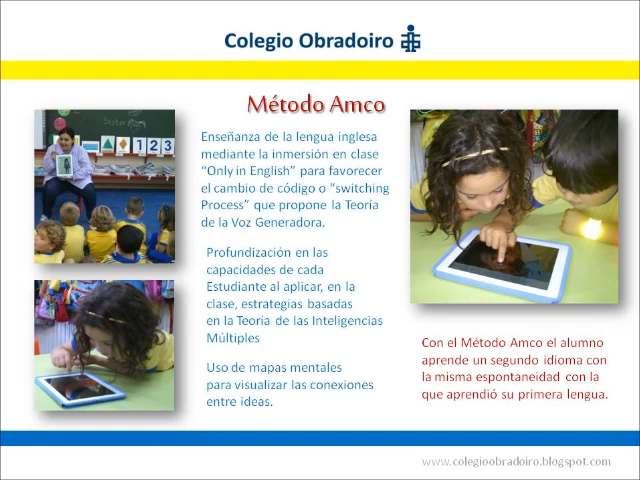 Colegio Obradoiro
Método Amco
Enseñanza de la lengua inglesa
mediante la inmersión en clase
“Only in English” para favorecer
el cambio de código o “switching
Process” que propone la Teoría
de la Voz Generadora.
Profundización en las
capacidades de cada
Estudiante al aplicar, en la
clase, estrategias basadas
en la Teoría de las Inteligencias
Múltiples
Uso de mapas mentales
para visualizar las conexiones
entre ideas.
1 2 3
Con el Método Amco el alumno
aprende un segundo idioma con
la misma espontaneidad con la
que aprendió su primera lengua.
www.colegioobradoiro.blogspot.com